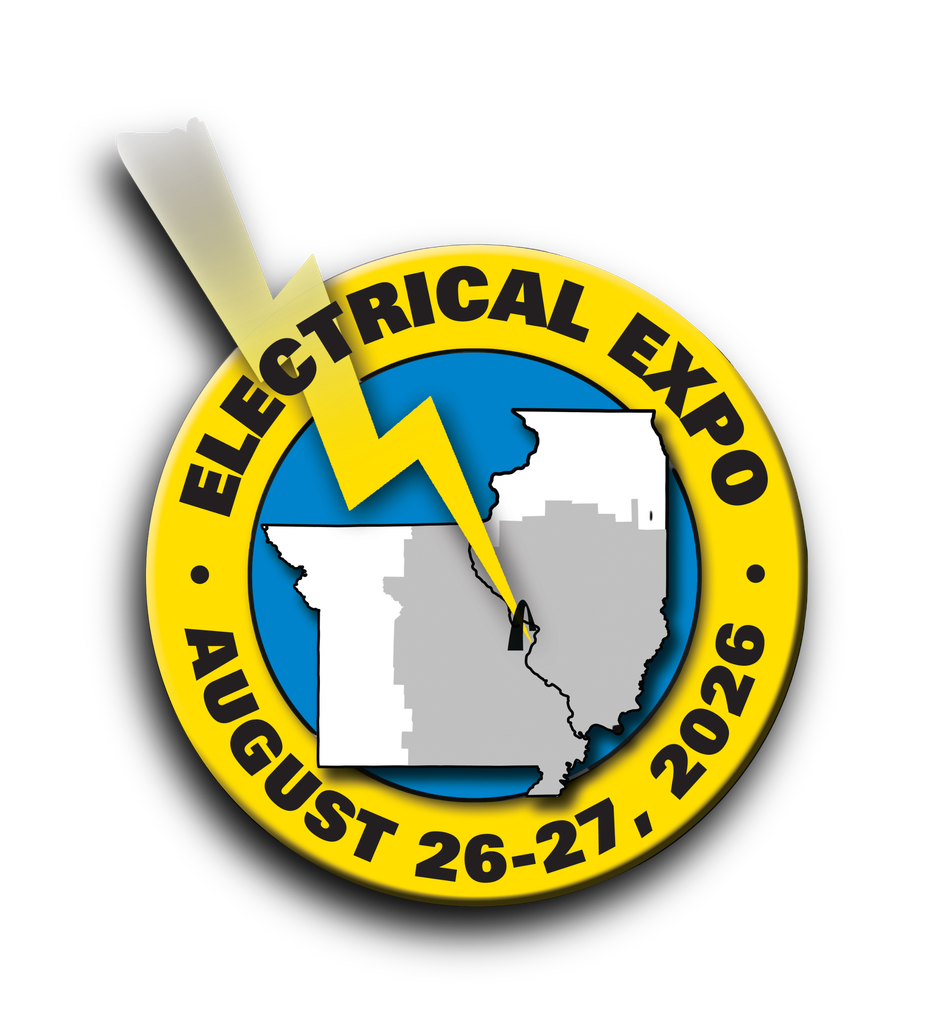 ELECTRICAL EXPO
• AUGUST 26-27, 2026 •